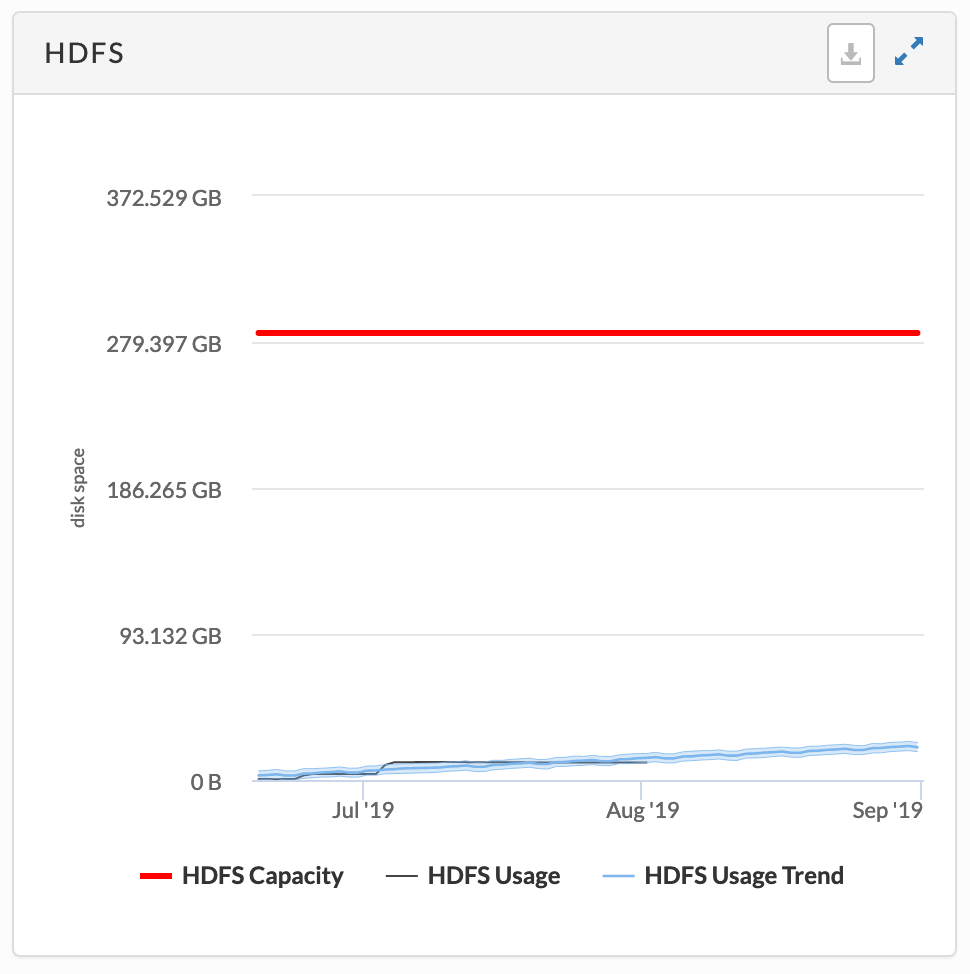 HDFS
372.529 GB
279.397 GB
186.265 GB
93.132 GB
0 B
disk space
Jul '19 Aug '19 Sep '19
HDFS Capacity HDFS Usage HDFS Usage Trend